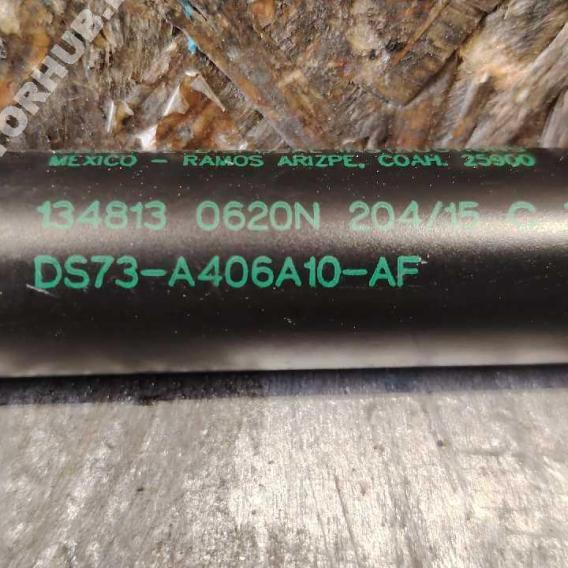 MEXICO - RAMOS ARIZPE, COAH. 25900
134813 0620N 204/15 C
DS73-A406A10-AF